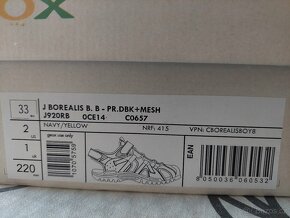 OX
33
J BOREALIS B. B - PR.DBK+MESH
J920RB 0CE14 C0657
2
NAVY/YELLOW
NRF: 415
VPN: CBOREALISBOY8
1
220
EAN
8 050036 060532